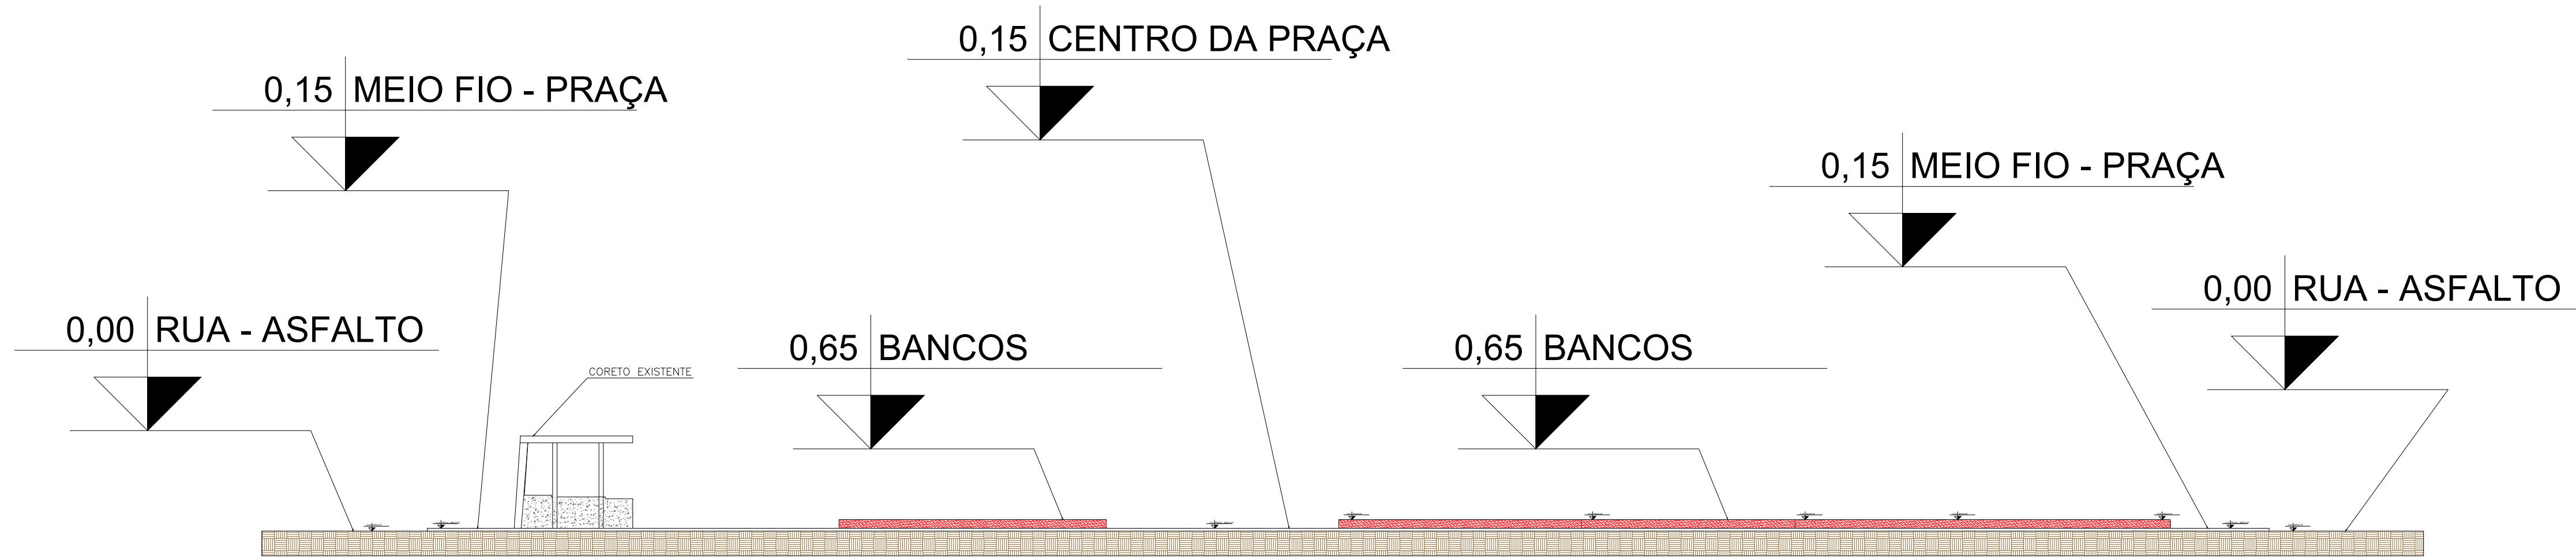 0,15 CENTRO DA PRAÇA
0,15 MEIO FIO - PRAÇA
0,15 MEIO FIO - PRAÇA
0,00 RUA - ASFALTO
0,00 RUA - ASFALTO
0,65 BANCOS
0,65 BANCOS
CORETO EXISTENTE